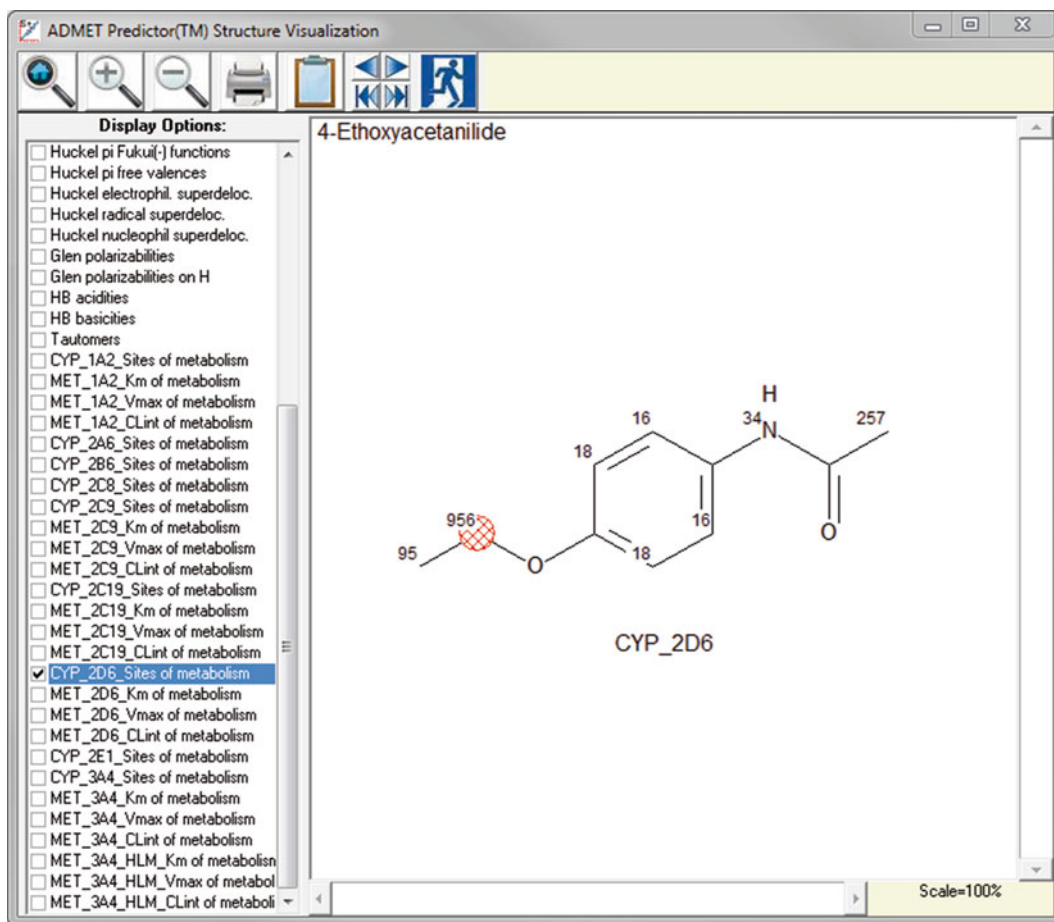 ADMET Predictor(TM) Structure Visualization
Display Options:
Huckel pi Fukui(-) functions
Huckel pi free valences
Huckel electrophil. superdeloc.
Huckel radical superdeloc.
Huckel nucleophil superdeloc.
Glen polarizabilities
Glen polarizabilities on H
HB acidities
HB basicities
Tautomers
CYP_1A2_Sites of metabolism
MET_1A2_Km of metabolism
MET_1A2_Vmax of metabolism
MET_1A2_CLint of metabolism
CYP_2A6_Sites of metabolism
CYP_2B6_Sites of metabolism
CYP_2C8_Sites of metabolism
CYP_2C9_Sites of metabolism
MET_2C9_Km of metabolism
MET_2C9_Vmax of metabolism
MET_2C9_CLint of metabolism
CYP_2C19_Sites of metabolism
MET_2C19_Km of metabolism
MET_2C19_Vmax of metabolism
MET_2C19_CLint of metabolism
CYP_2D6_Sites of metabolism
MET_2D6_Km of metabolism
MET_2D6_Vmax of metabolism
MET_2D6_CLint of metabolism
CYP_2E1_Sites of metabolism
CYP_3A4_Sites of metabolism
MET_3A4_Km of metabolism
MET_3A4_Vmax of metabolism
MET_3A4_CLint of metabolism
MET_3A4_HLM_Km of metabolisn
MET_3A4_HLM_Vmax of metabol
MET_3A4_HLM_CLint of metaboli
4-Ethoxyacetanilide
H
16 34 N 257
18
956 16 O
95 O 18
CYP_2D6
Scale=100%